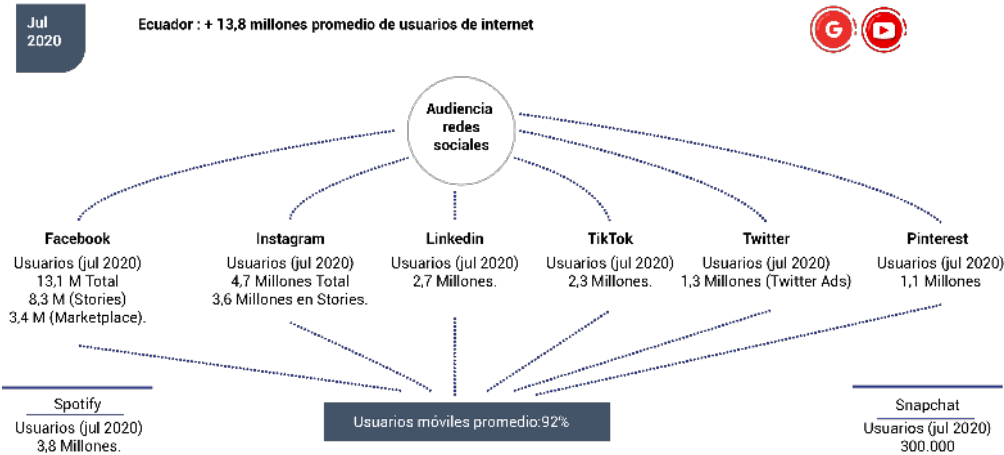 Jul
2020
Ecuador : + 13,8 millones promedio de usuarios de internet
G
Audiencia
redes
sociales
Facebook
Usuarios (jul 2020)
13,1 M Total
8,3 M (Stories)
3,4 M (Marketplace).
Instagram
Usuarios (jul 2020)
4,7 Millones Total
3,6 Millones en Stories.
Linkedin
Usuarios (jul 2020)
2,7 Millones.
TikTok
Usuarios (jul 2020)
2,3 Millones.
Twitter
Usuarios (jul 2020)
1,3 Millones (Twitter Ads)
Pinterest
Usuarios (jul 2020)
1,1 Millones
Spotify
Usuarios (jul 2020)
3,8 Millones.
Usuarios móviles promedio:92%
Snapchat
Usuarios (jul 2020)
300.000